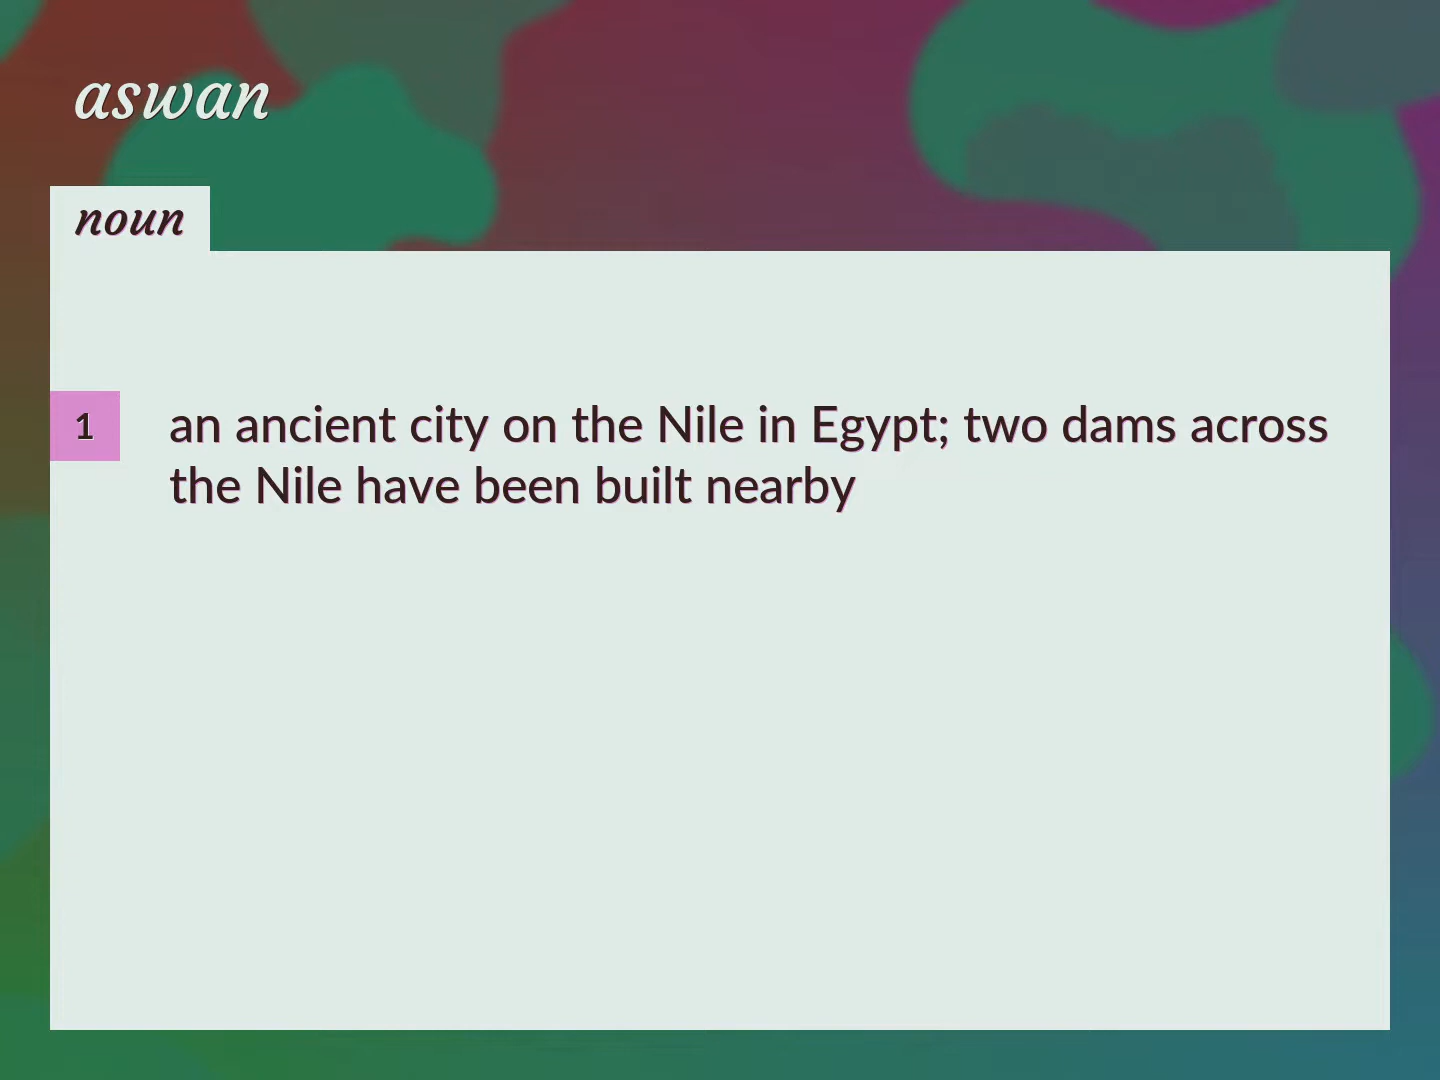 aswan
noun
1 an ancient city on the Nile in Egypt; two dams across
the Nile have been built nearby